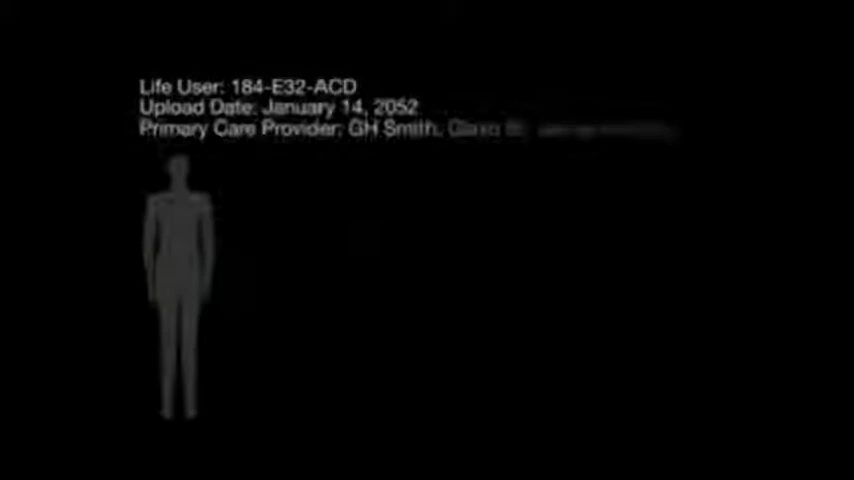 Life User: 184-E32-ACD
Upload Date: January 14, 2052
Primary Care Provider: GH Smith,